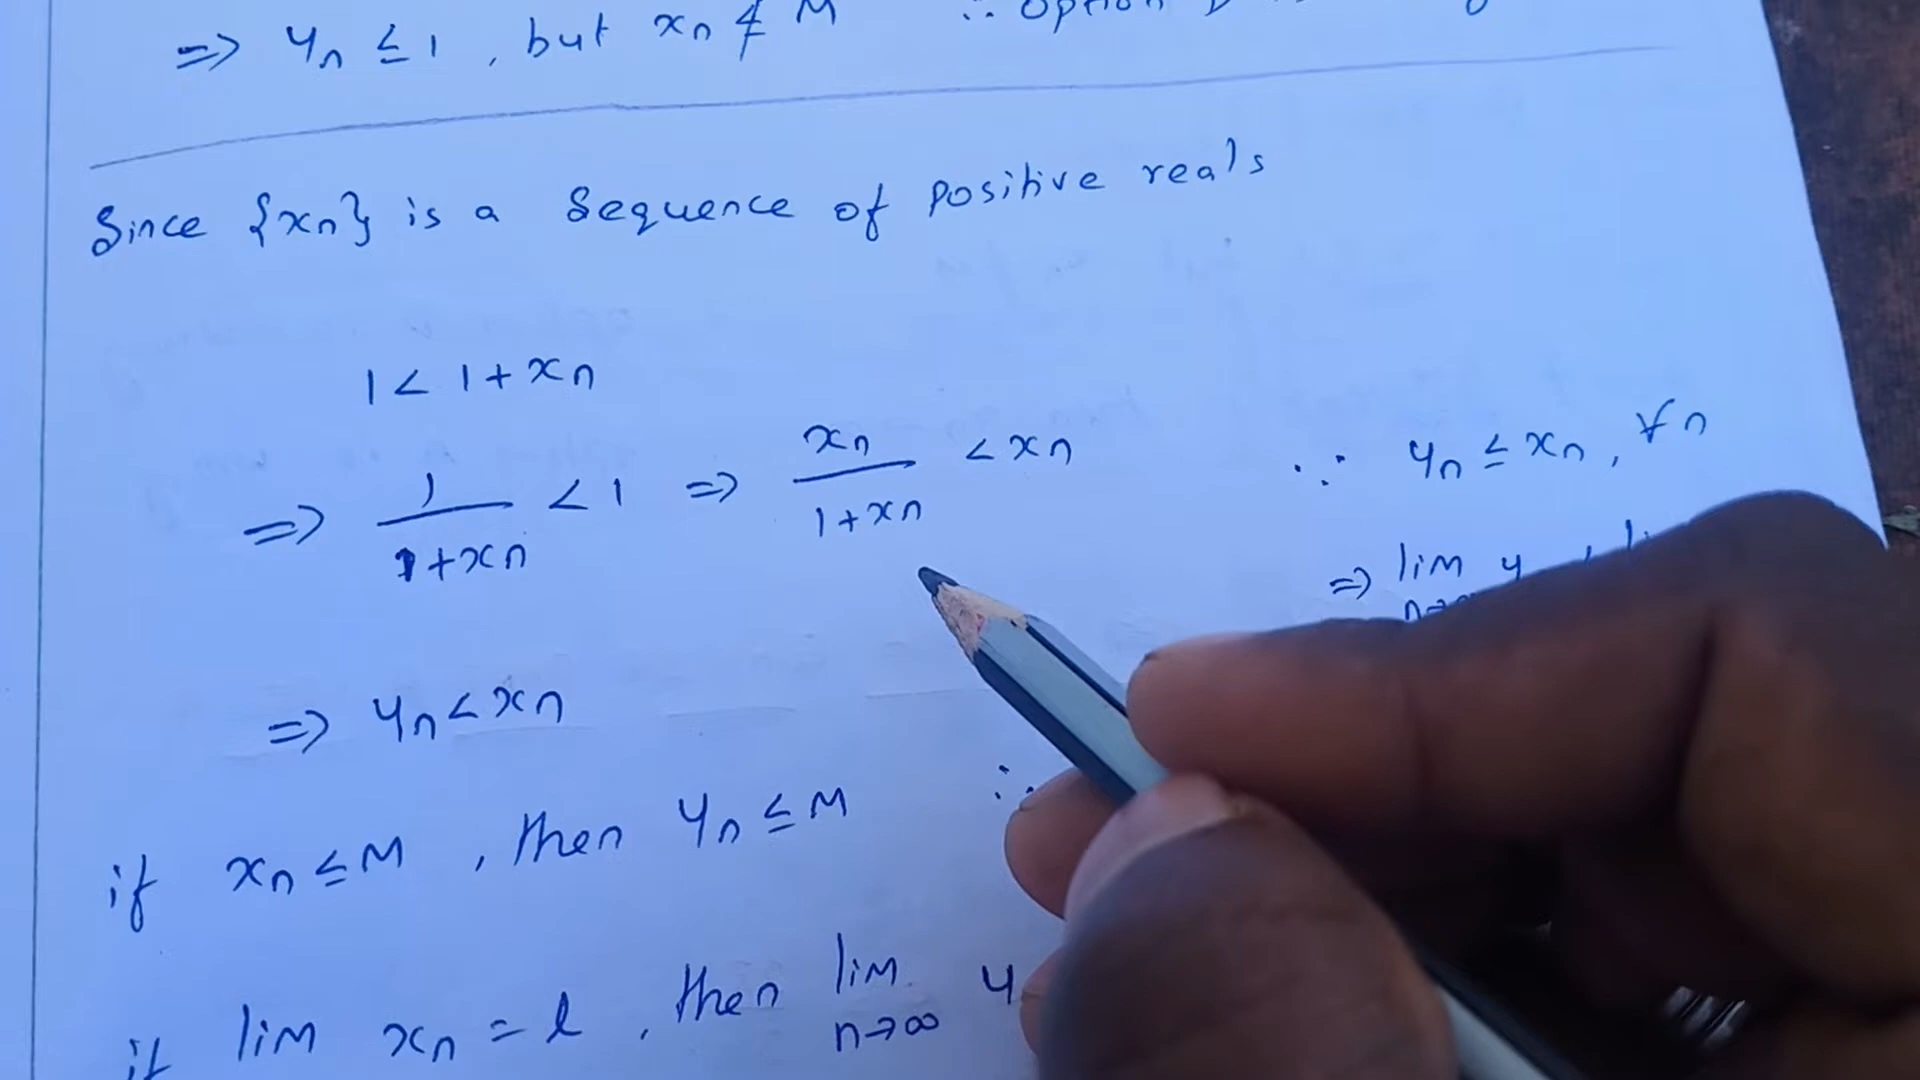 => yn ≤ 1, but xn ≰ M ∴ option
Since {xn} is a Sequence of Positive reals
1 < 1 + xn
=> 1/(1+xn) < 1 => xn/(1+xn) < xn ∵ yn ≤ xn, ∀n
=> lim y
=> yn < xn
if xn ≤ M, then yn ≤ M ∴
if lim xn = l, then lim n→∞ y